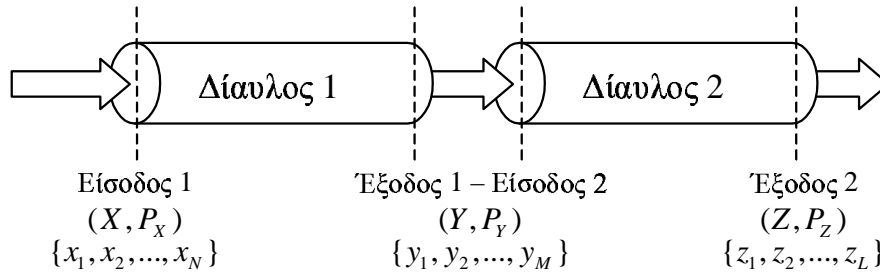 Δίαυλος 1
Δίαυλος 2
Είσοδος 1
Έξοδος 1 – Είσοδος 2
Έξοδος 2
(X, P_X)
(Y, P_Y)
(Z, P_Z)
{x_1, x_2, ..., x_N}
{y_1, y_2, ..., y_M}
{z_1, z_2, ..., z_L}